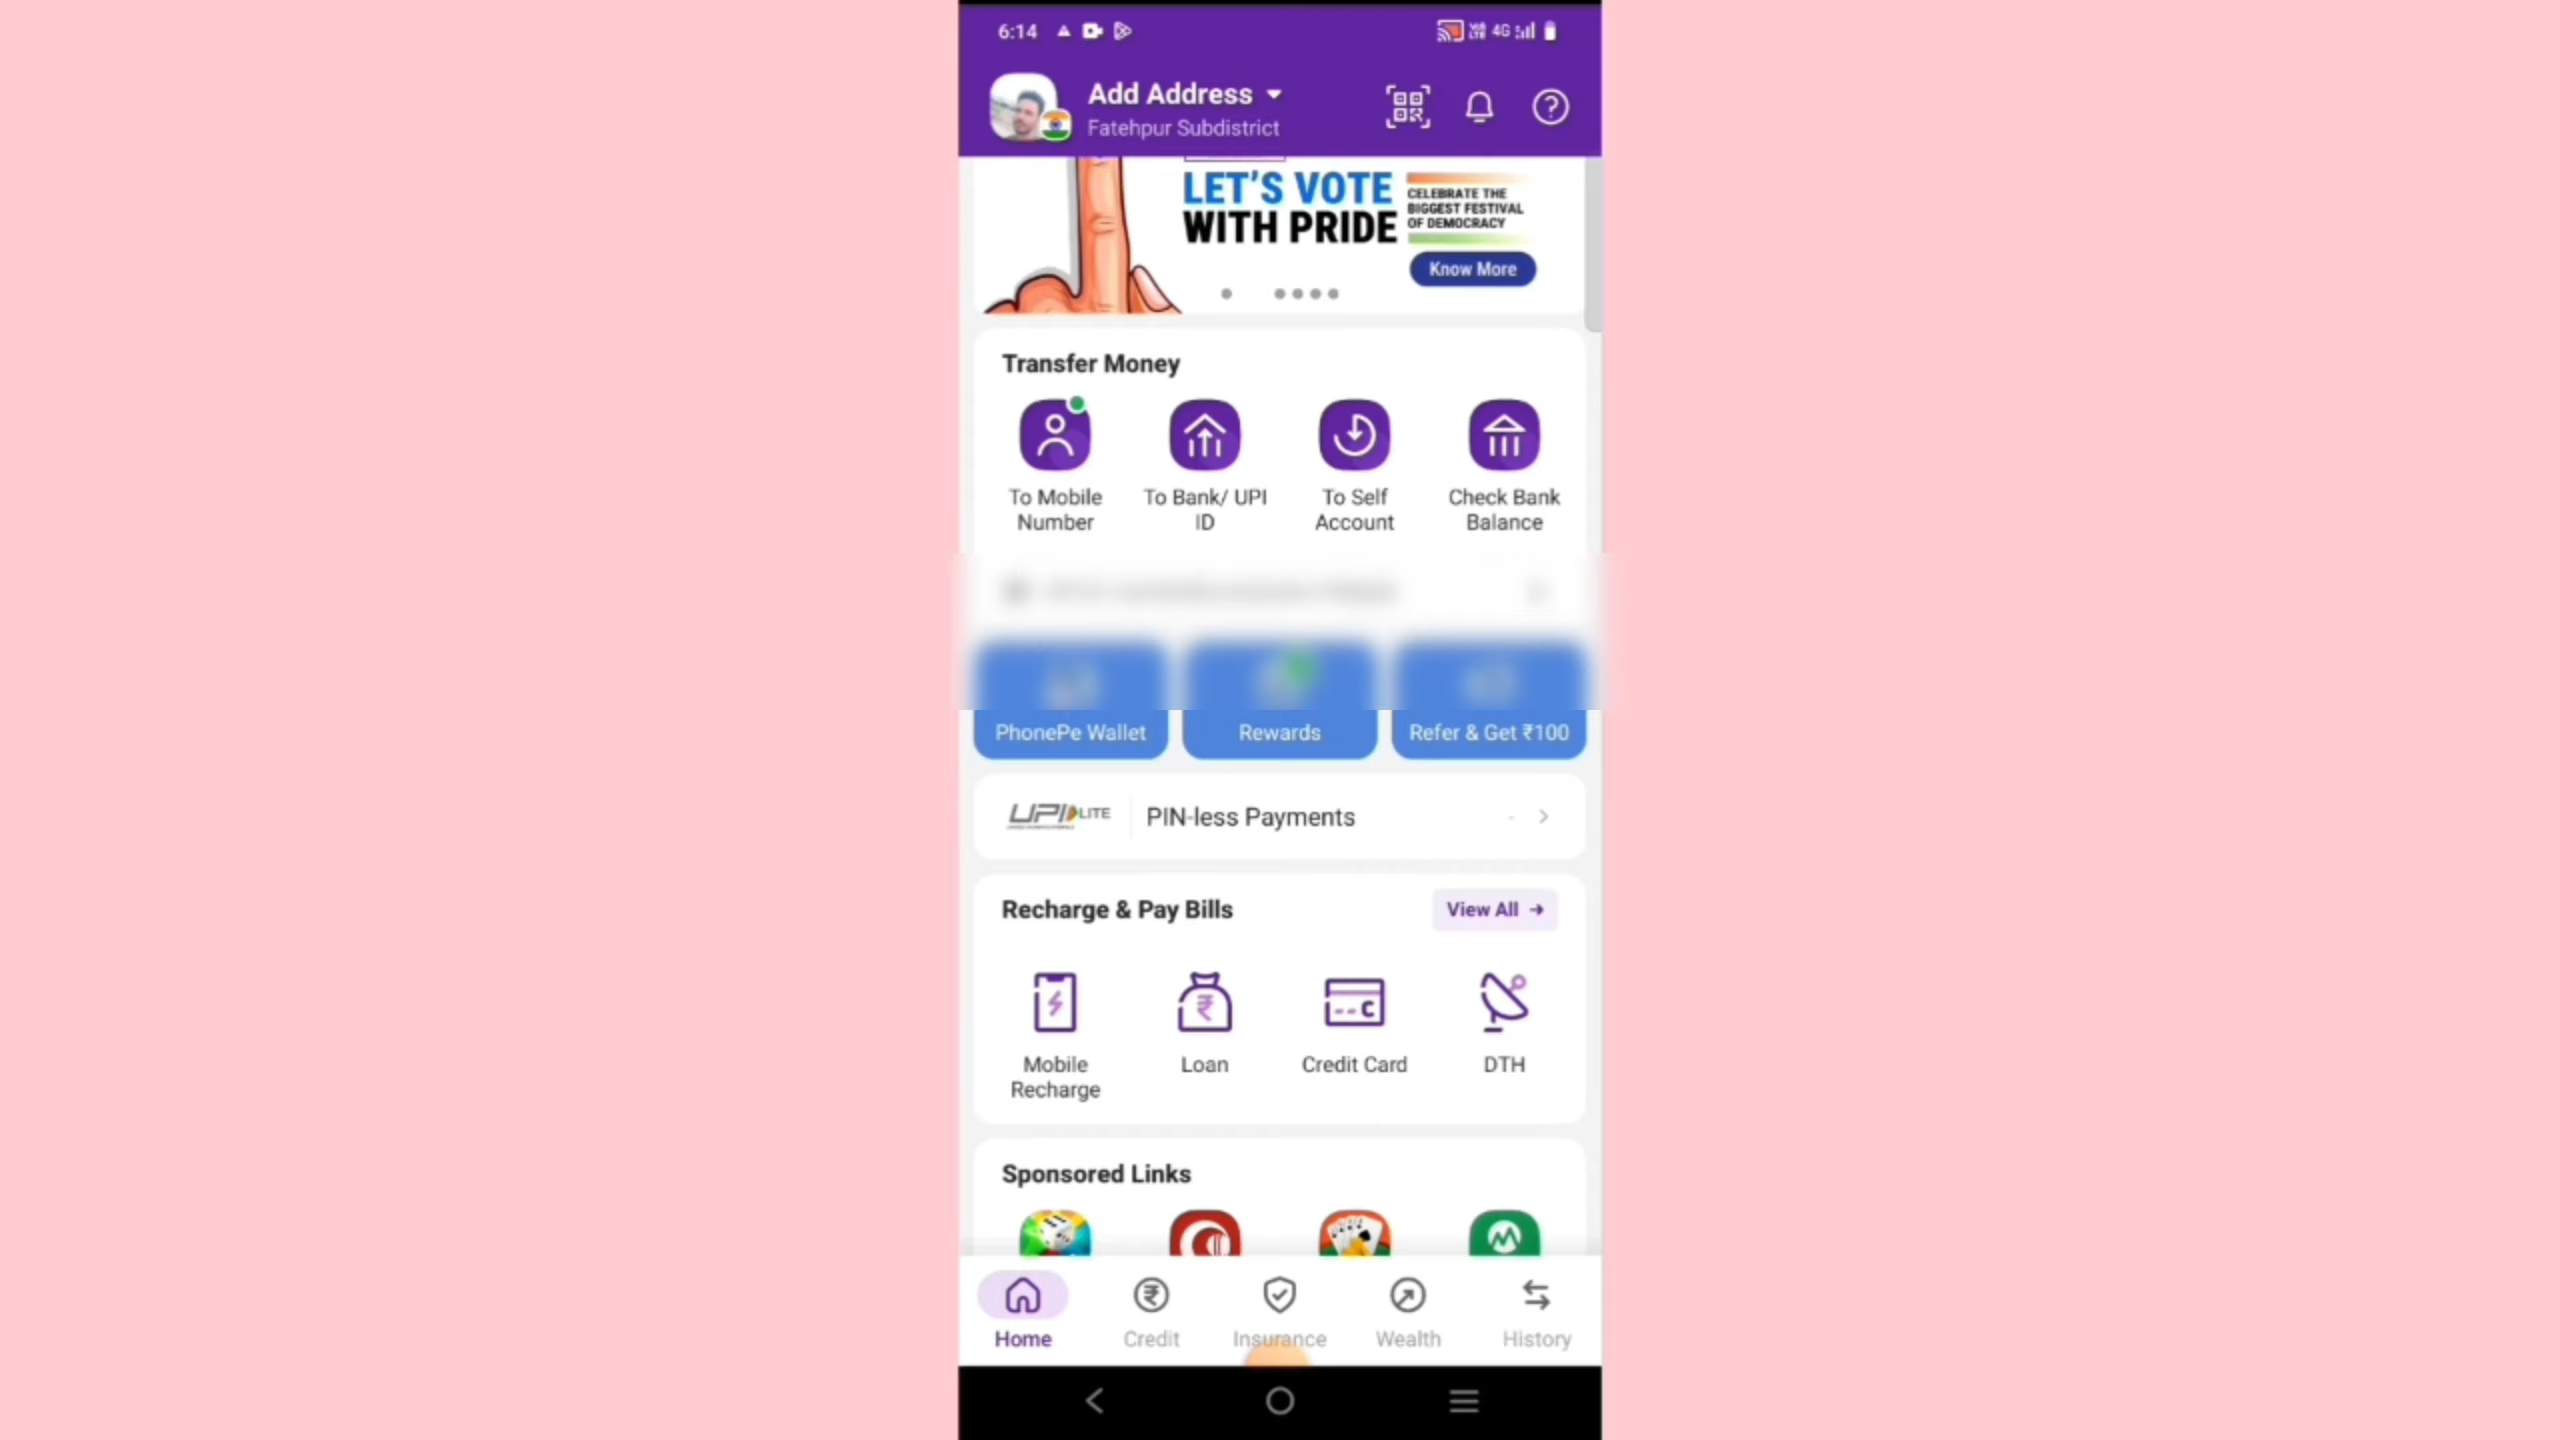 6:14
4G
Add Address
Fatehpur Subdistrict
LET'S VOTE
WITH PRIDE
CELEBRATE THE
BIGGEST FESTIVAL
OF DEMOCRACY
Know More
Transfer Money
To Mobile
Number
To Bank/ UPI
ID
To Self
Account
Check Bank
Balance
PhonePe Wallet
Rewards
Refer & Get ₹100
UPI LITE
PIN-less Payments
Recharge & Pay Bills
View All
Mobile
Recharge
Loan
Credit Card
DTH
Sponsored Links
Home
Credit
Insurance
Wealth
History